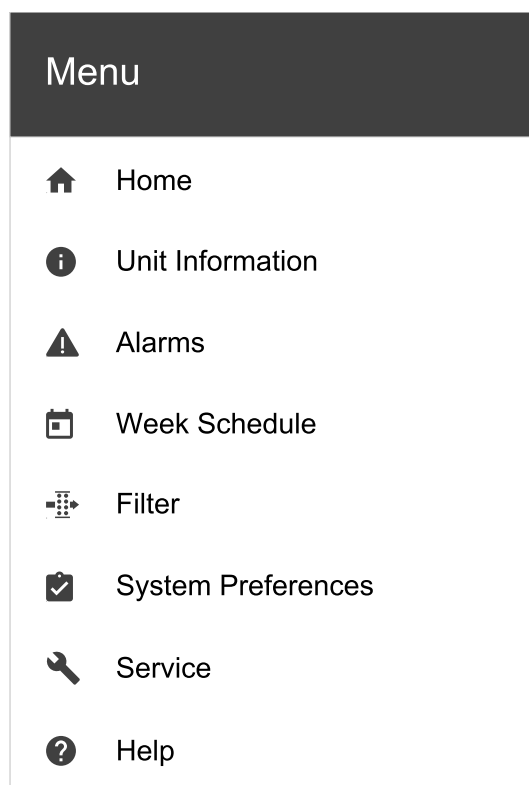 Menu
Home
Unit Information
Alarms
Week Schedule
Filter
System Preferences
Service
Help